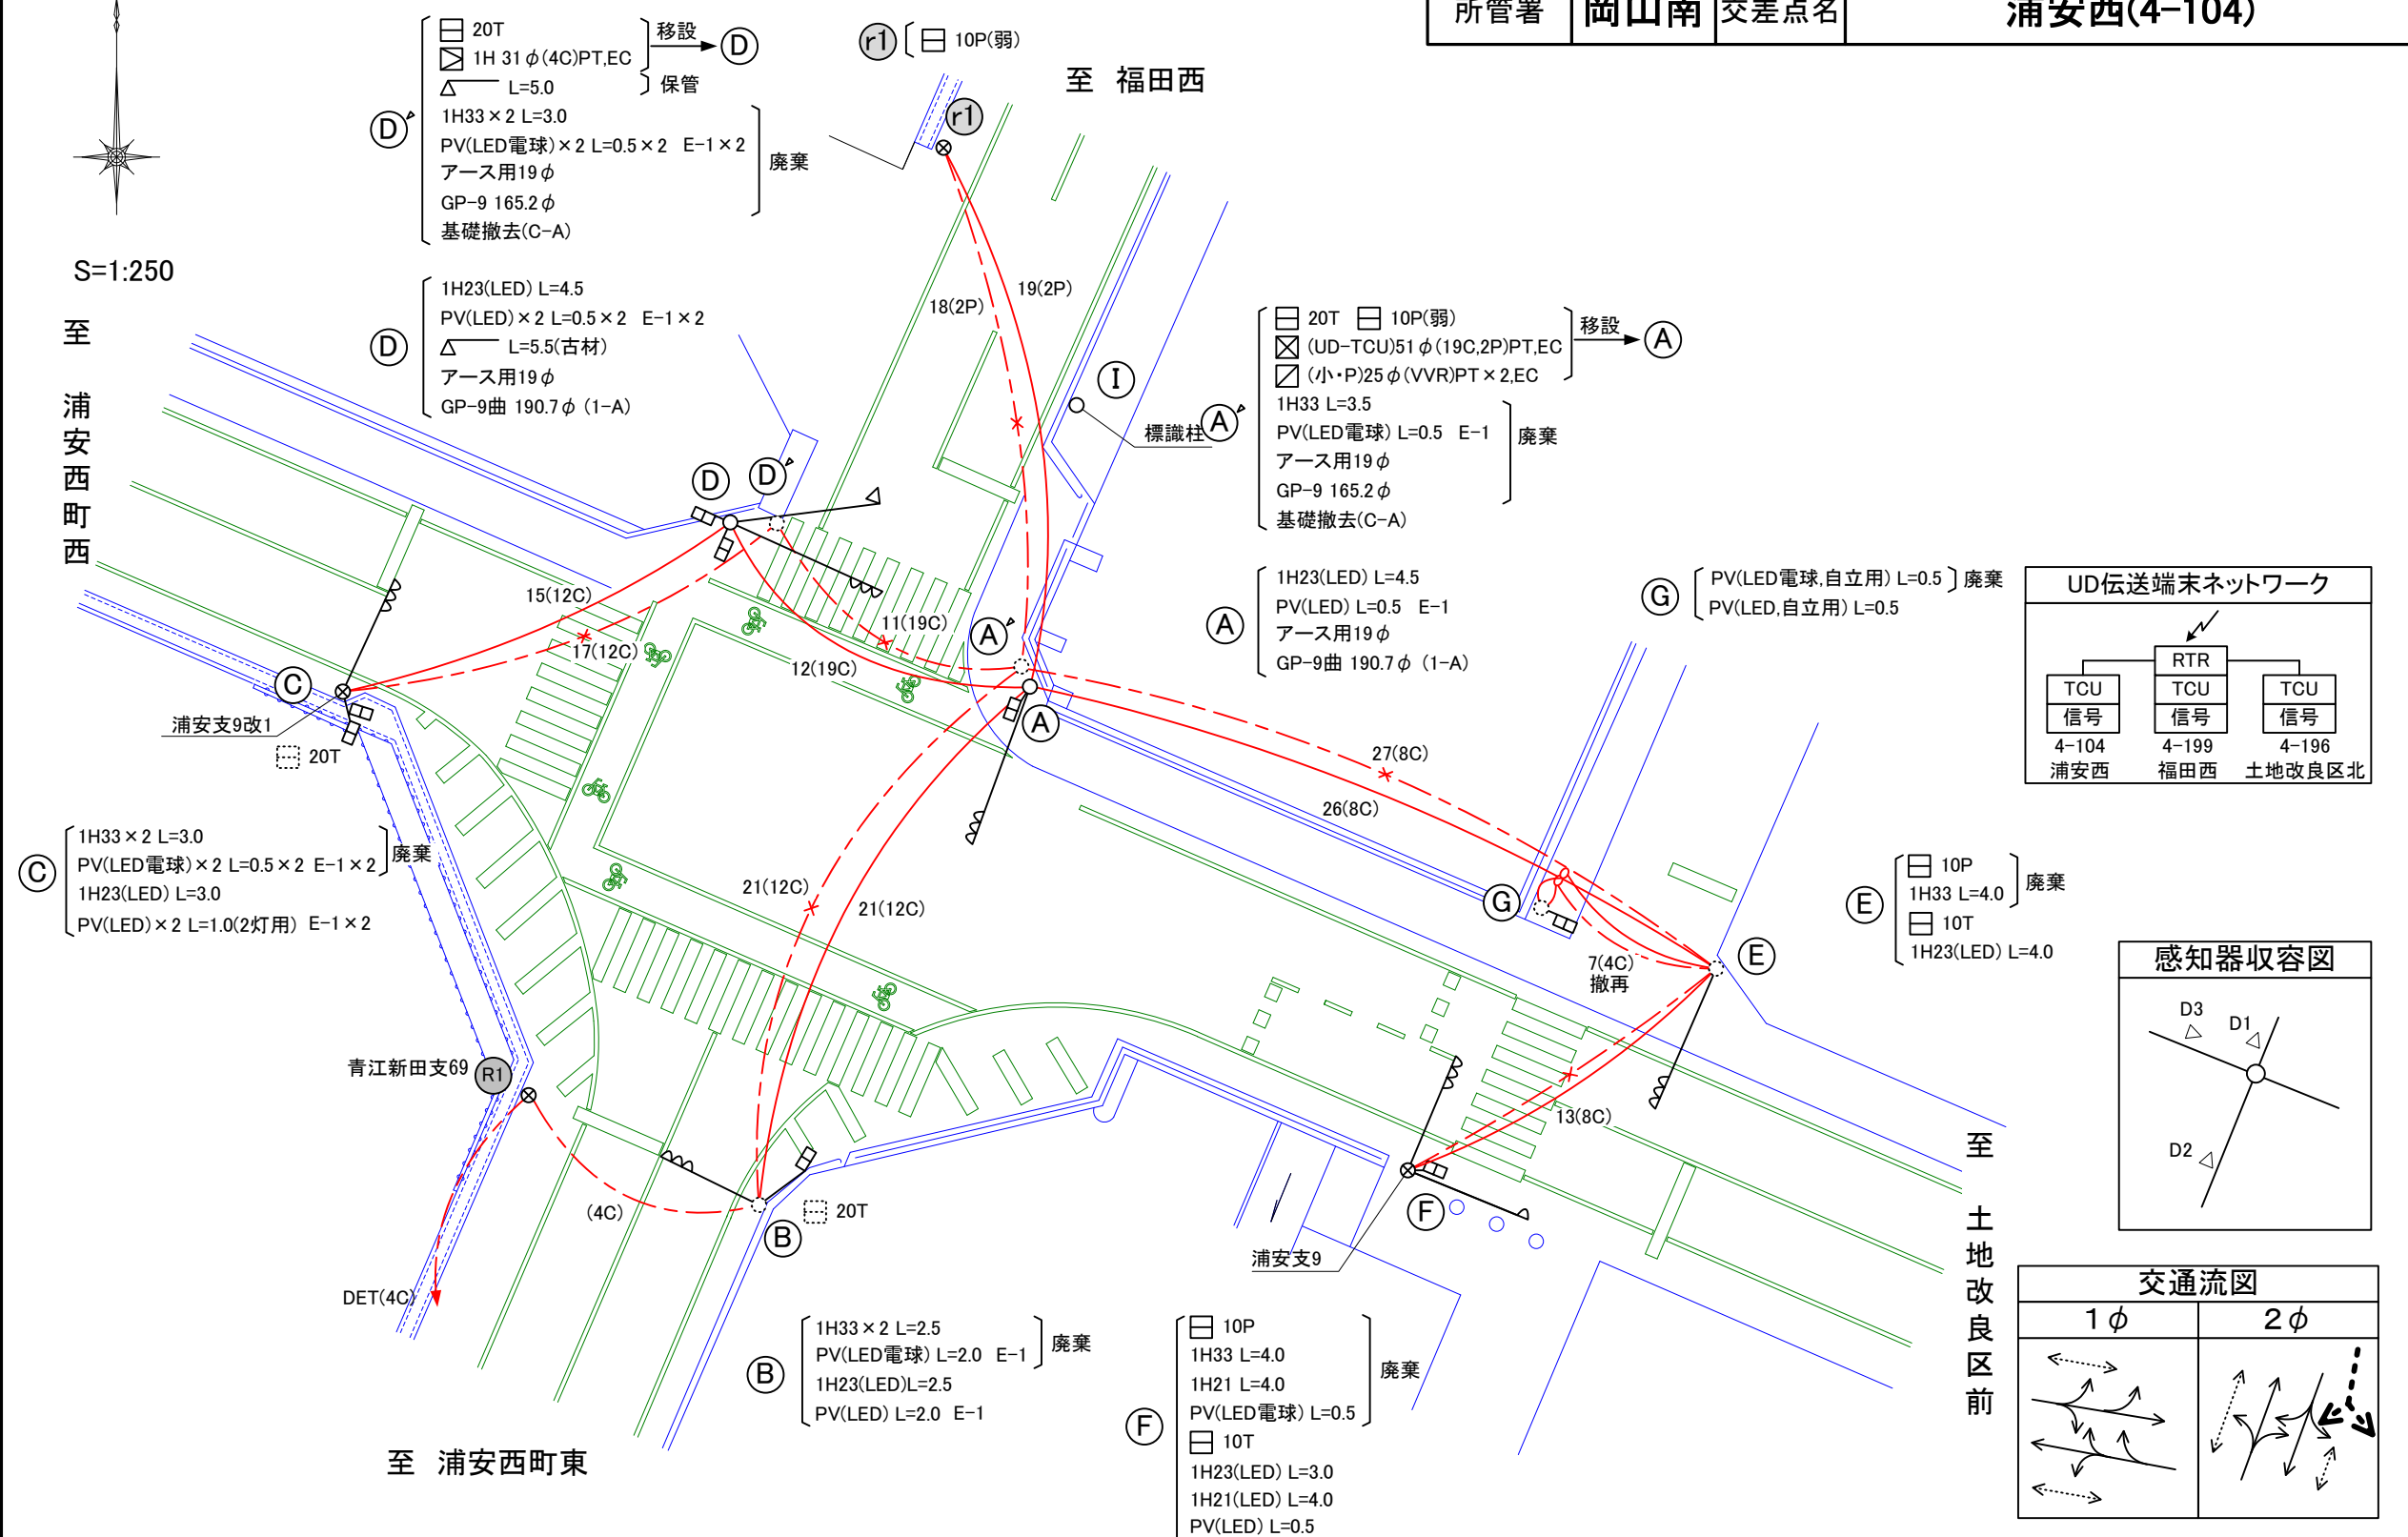 所管署 岡山南 交差点名 浦安西(4-104)
20T
1H 31φ(4C)PT,EC
移設
D
L=5.0
保管
D'
1H33×2 L=3.0
PV(LED電球)×2 L=0.5×2 E-1×2
アース用19φ
GP-9 165.2φ
廃棄
基礎撤去(C-A)
r1
10P(弱)
至 福田西
r1
S=1:250
D
1H23(LED) L=4.5
PV(LED)×2 L=0.5×2 E-1×2
L=5.5(古材)
アース用19φ
GP-9曲 190.7φ (1-A)
至 浦安西町西
18(2P)
19(2P)
I
標識柱
A'
20T 10P(弱)
(UD-TCU)51φ(19C,2P)PT,EC
(小・P)25φ(VVR)PT×2,EC
移設
A
1H33 L=3.5
PV(LED電球) L=0.5 E-1
アース用19φ
GP-9 165.2φ
廃棄
基礎撤去(C-A)
D
D'
A
1H23(LED) L=4.5
PV(LED) L=0.5 E-1
アース用19φ
GP-9曲 190.7φ (1-A)
G
PV(LED電球,自立用) L=0.5
廃棄
PV(LED,自立用) L=0.5
UD伝送端末ネットワーク
RTR
TCU TCU TCU
信号 信号 信号
4-104 4-199 4-196
浦安西 福田西 土地改良区北
15(12C)
17(12C)
11(19C)
12(19C)
A'
A
C
浦安支9改1
20T
27(8C)
26(8C)
C
1H33×2 L=3.0
PV(LED電球)×2 L=0.5×2 E-1×2
廃棄
1H23(LED) L=3.0
PV(LED)×2 L=1.0(2灯用) E-1×2
21(12C)
21(12C)
G
E
10P
1H33 L=4.0
廃棄
10T
1H23(LED) L=4.0
E
7(4C)
撤再
感知器収容図
D3
D1
D2
青江新田支69
R1
13(8C)
至 土地改良区前
(4C)
B
20T
F
浦安支9
DET(4C)
交通流図
1φ 2φ
B
1H33×2 L=2.5
PV(LED電球) L=2.0 E-1
廃棄
1H23(LED)L=2.5
PV(LED) L=2.0 E-1
F
10P
1H33 L=4.0
1H21 L=4.0
PV(LED電球) L=0.5
廃棄
10T
1H23(LED) L=3.0
1H21(LED) L=4.0
PV(LED) L=0.5
至 浦安西町東